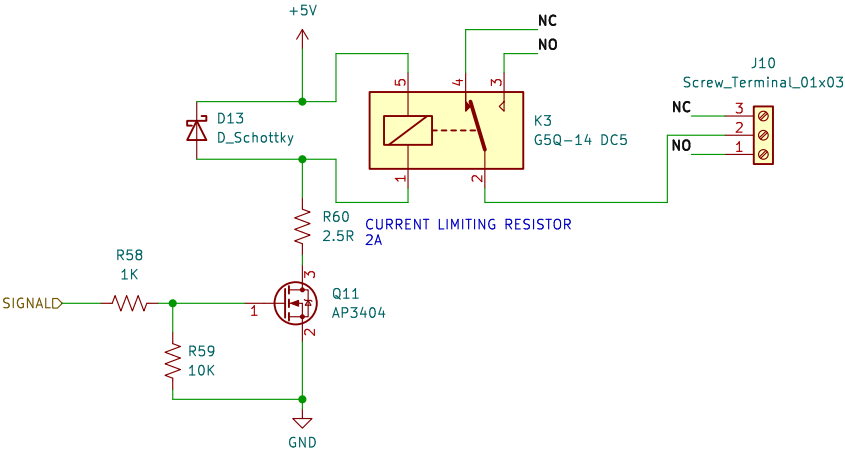 +5V
NC
NO
J10
Screw_Terminal_01x03
5
4
3
D13
D_Schottky
K3
G5Q-14 DC5
NC
3
2
NO
1
1
2
R60
2.5R
CURRENT LIMITING RESISTOR
2A
R58
1K
3
Q11
AP3404
SIGNAL
1
2
R59
10K
GND